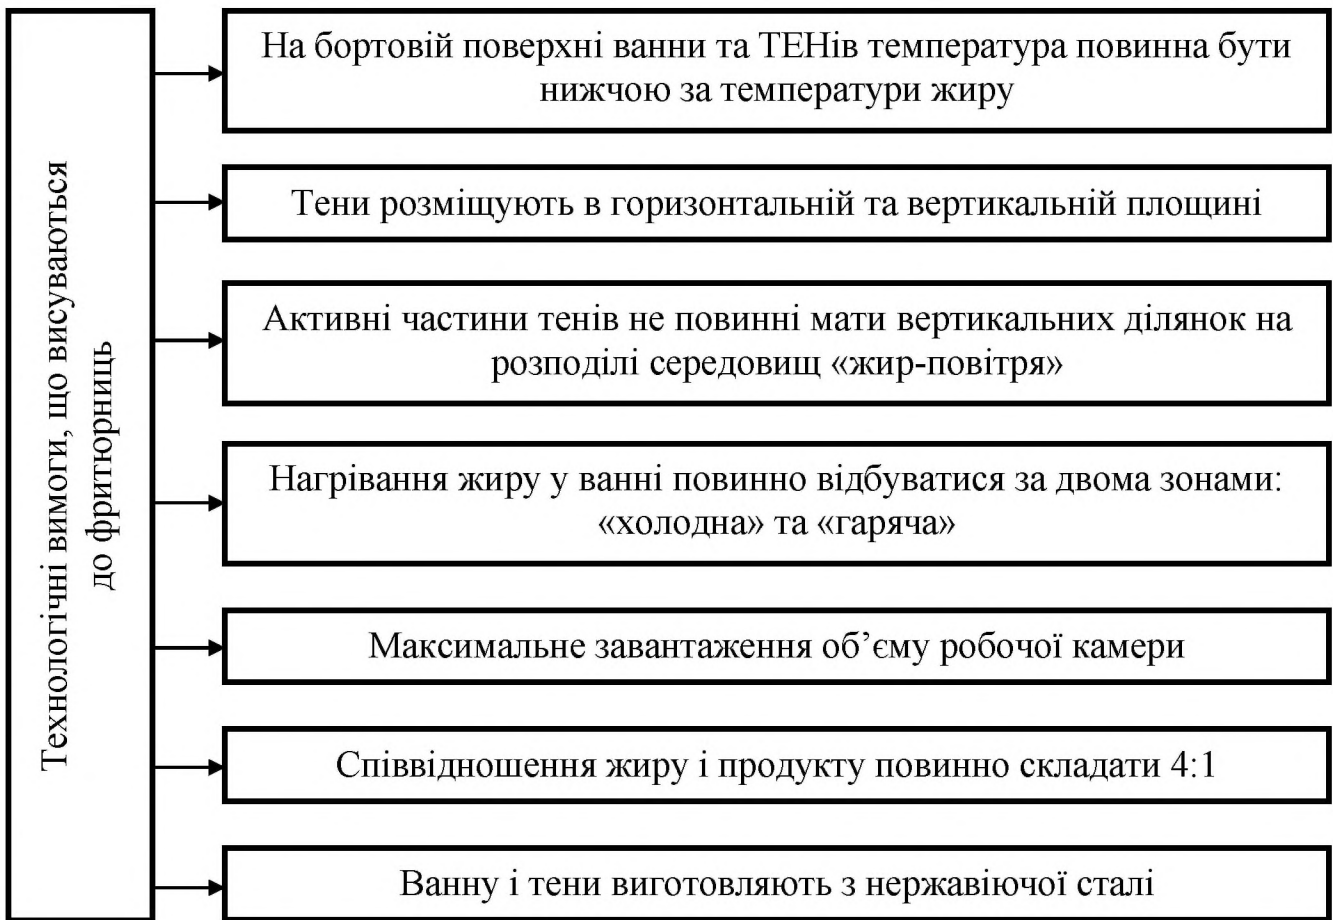 Технологічні вимоги, що висуваються
до фритюрниць
На бортовій поверхні ванни та ТЕНів температура повинна бути
нижчою за температури жиру
Тени розміщують в горизонтальній та вертикальній площині
Активні частини тенів не повинні мати вертикальних ділянок на
розподілі середовищ «жир-повітря»
Нагрівання жиру у ванні повинно відбуватися за двома зонами:
«холодна» та «гаряча»
Максимальне завантаження об’єму робочої камери
Співвідношення жиру і продукту повинно складати 4:1
Ванну і тени виготовляють з нержавіючої сталі